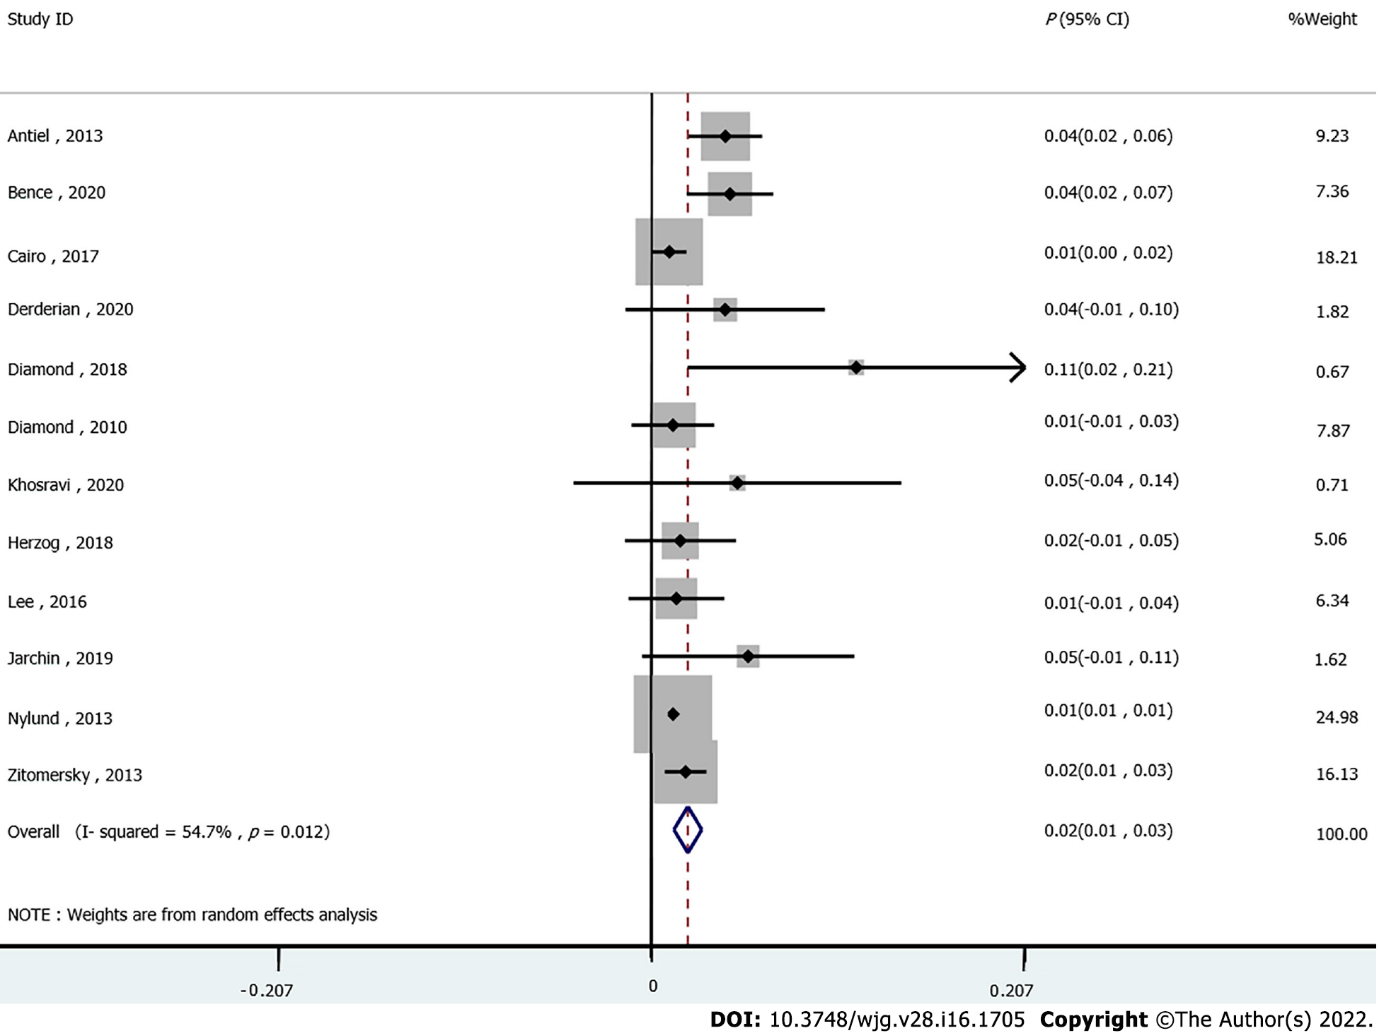 Study ID P (95% CI) %Weight
Antiel , 2013 0.04(0.02 , 0.06) 9.23
Bence , 2020 0.04(0.02 , 0.07) 7.36
Cairo , 2017 0.01(0.00 , 0.02) 18.21
Derderian , 2020 0.04(-0.01 , 0.10) 1.82
Diamond , 2018 0.11(0.02 , 0.21) 0.67
Diamond , 2010 0.01(-0.01 , 0.03) 7.87
Khosravi , 2020 0.05(-0.04 , 0.14) 0.71
Herzog , 2018 0.02(-0.01 , 0.05) 5.06
Lee , 2016 0.01(-0.01 , 0.04) 6.34
Jarchin , 2019 0.05(-0.01 , 0.11) 1.62
Nylund , 2013 0.01(0.01 , 0.01) 24.98
Zitomersky , 2013 0.02(0.01 , 0.03) 16.13
Overall (I- squared = 54.7% , p = 0.012) 0.02(0.01 , 0.03) 100.00
NOTE : Weights are from random effects analysis
-0.207 0 0.207
DOI: 10.3748/wjg.v28.i16.1705 Copyright ©The Author(s) 2022.